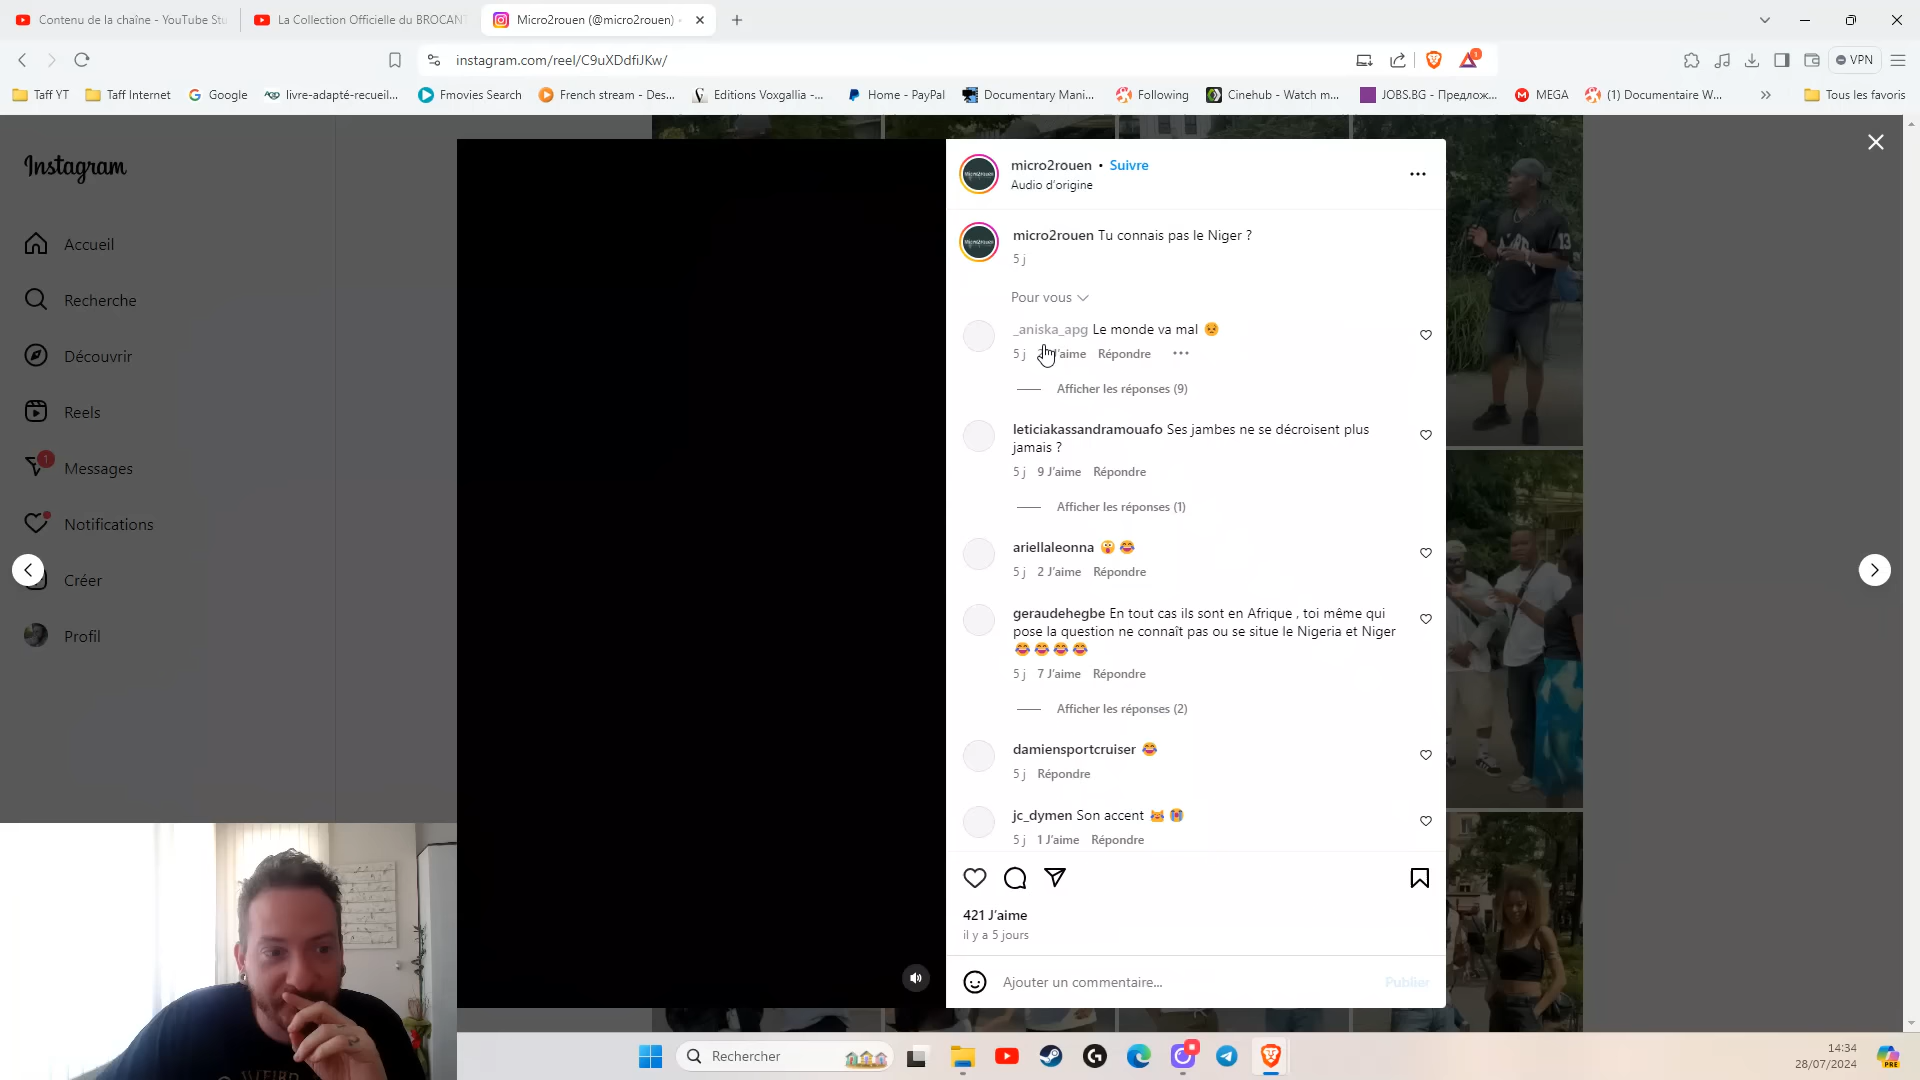 Contenu de la chaîne - YouTube Stu
La Collection Officielle du BROCANT
Micro2rouen (@micro2rouen) ·
instagram.com/reel/C9uXDdfiJKw/
1
VPN
Taff YT
Taff Internet
Google
livre-adapté-recueil...
Fmovies Search
French stream - Des...
Editions Voxgallia -...
Home - PayPal
Documentary Mani...
Following
Cinehub - Watch m...
JOBS.BG - Предлож...
MEGA
(1) Documentaire W...
Tous les favoris
Instagram
Accueil
Recherche
Découvrir
Reels
1
Messages
Notifications
Créer
Profil
micro2rouen • Suivre
Audio d'origine
micro2rouen Tu connais pas le Niger ?
5 j
Pour vous
_aniska_apg Le monde va mal 😣
5 j J'aime Répondre
Afficher les réponses (9)
leticiakassandramouafo Ses jambes ne se décroisent plus
jamais ?
5 j 9 J'aime Répondre
Afficher les réponses (1)
ariellaleonna 😲 😂
5 j 2 J'aime Répondre
geraudehegbe En tout cas ils sont en Afrique , toi même qui
pose la question ne connaît pas ou se situe le Nigeria et Niger
😂 😂 😂 😂
5 j 7 J'aime Répondre
Afficher les réponses (2)
damiensportcruiser 😂
5 j Répondre
jc_dymen Son accent 😹 😭
5 j 1 J'aime Répondre
421 J'aime
il y a 5 jours
Ajouter un commentaire...
Publier
13
WEIRD
Rechercher
14:34
28/07/2024
PRE